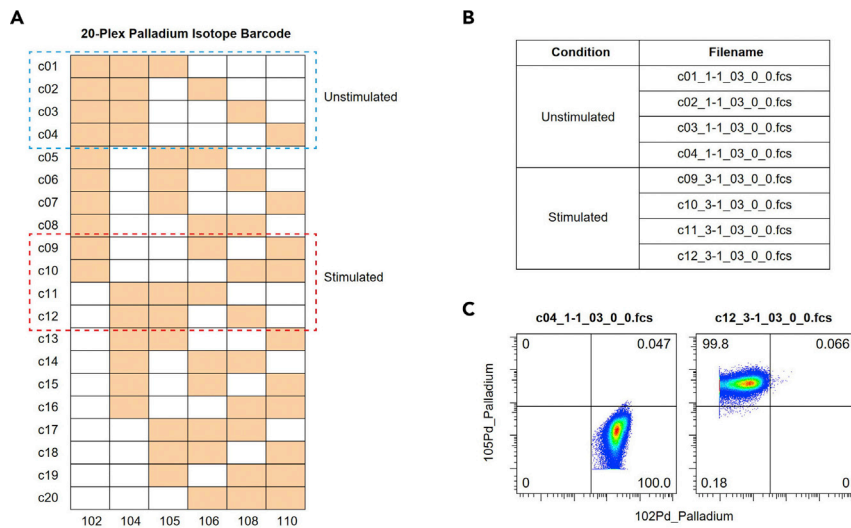 A
20-Plex Palladium Isotope Barcode
c01
c02
c03
c04
c05
c06
c07
c08
c09
c10
c11
c12
c13
c14
c15
c16
c17
c18
c19
c20
Unstimulated
Stimulated
102 104 105 106 108 110
B
Condition Filename
Unstimulated
c01_1-1_03_0_0.fcs
c02_1-1_03_0_0.fcs
c03_1-1_03_0_0.fcs
c04_1-1_03_0_0.fcs
Stimulated
c09_3-1_03_0_0.fcs
c10_3-1_03_0_0.fcs
c11_3-1_03_0_0.fcs
c12_3-1_03_0_0.fcs
C
c04_1-1_03_0_0.fcs c12_3-1_03_0_0.fcs
0 0.047 99.8 0.066
105Pd_Palladium
0 100.0 0.18 0
102Pd_Palladium